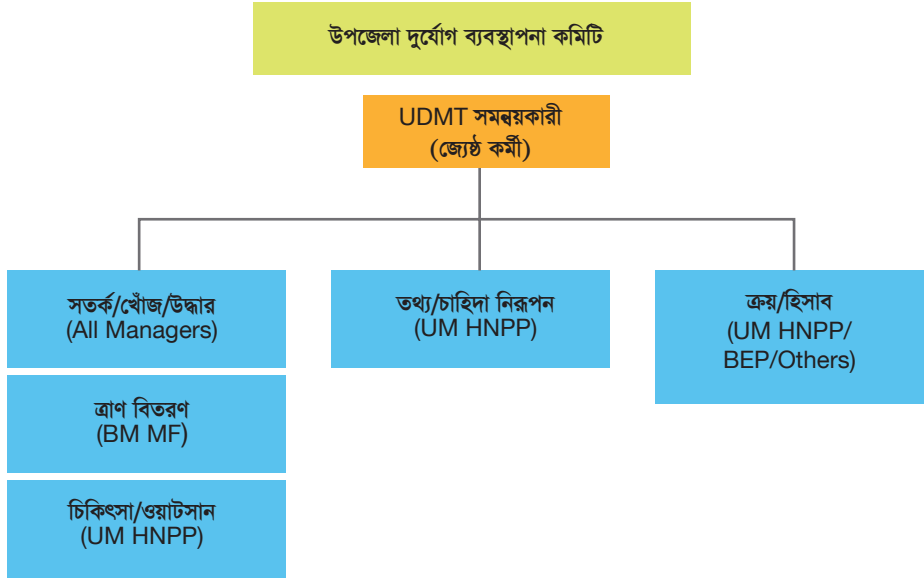 উপজেলা দুর্যোগ ব্যবস্থাপনা কমিটি
UDMT সমন্বয়কারী
(জ্যেষ্ঠ কর্মী)
সতর্ক/খোঁজ/উদ্ধার
(All Managers)
তথ্য/চাহিদা নিরূপন
(UM HNPP)
ক্রয়/হিসাব
(UM HNPP/
BEP/Others)
ত্রাণ বিতরণ
(BM MF)
চিকিৎসা/ওয়াটসান
(UM HNPP)